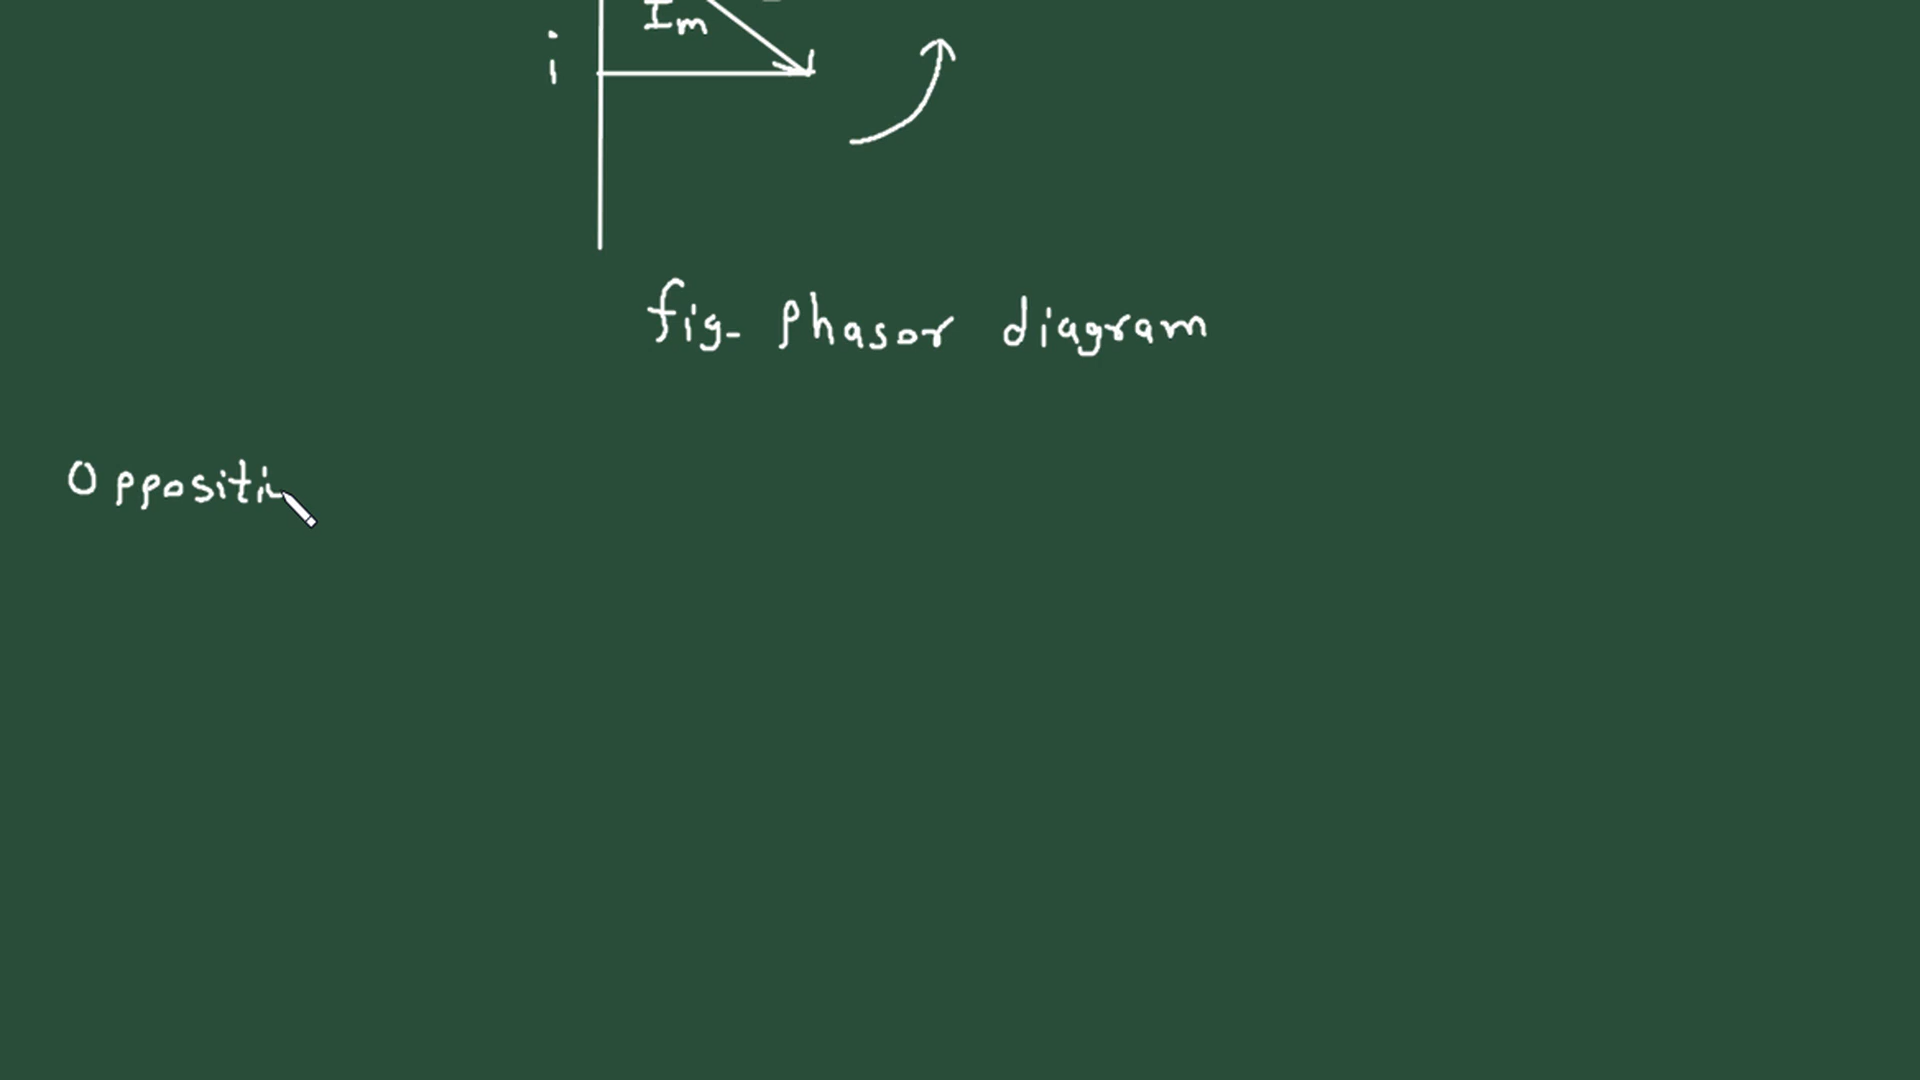 Im
i
fig- Phasor diagram
Oppositi